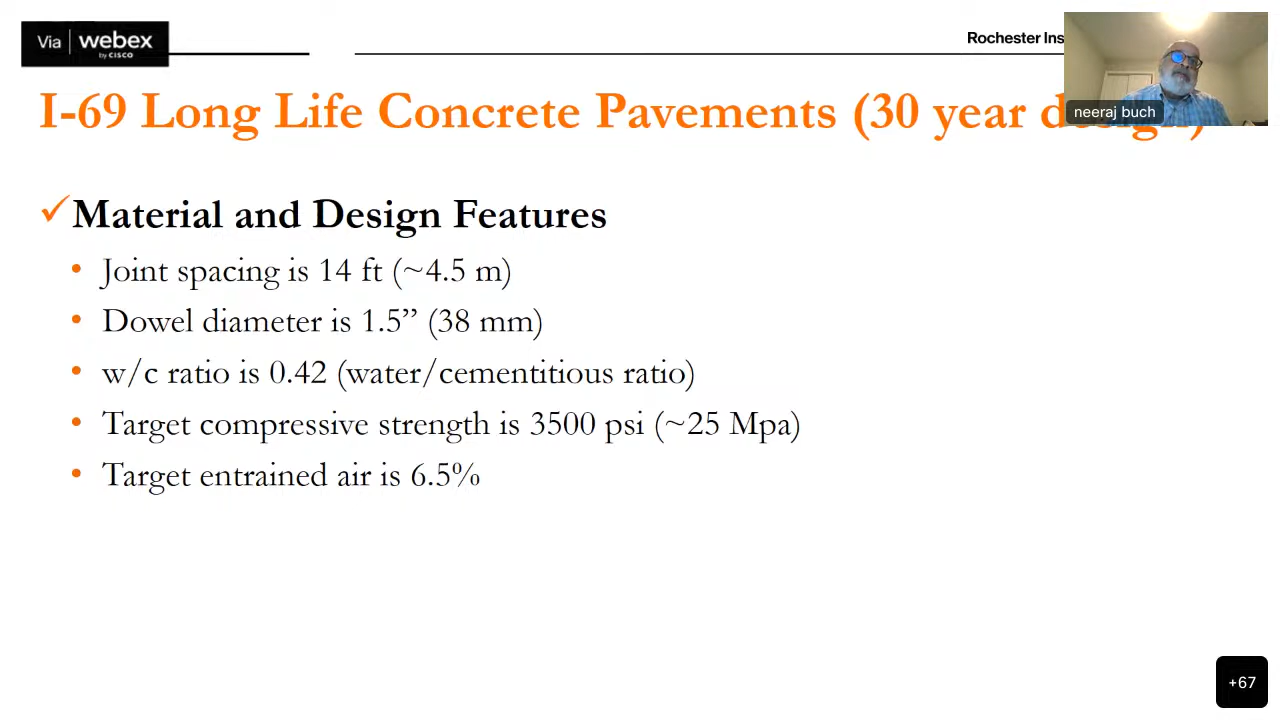 Via webex
by CISCO
Rochester Ins
neeraj buch
I-69 Long Life Concrete Pavements (30 year design)
Material and Design Features
• Joint spacing is 14 ft (~4.5 m)
• Dowel diameter is 1.5” (38 mm)
• w/c ratio is 0.42 (water/cementitious ratio)
• Target compressive strength is 3500 psi (~25 Mpa)
• Target entrained air is 6.5%
+67